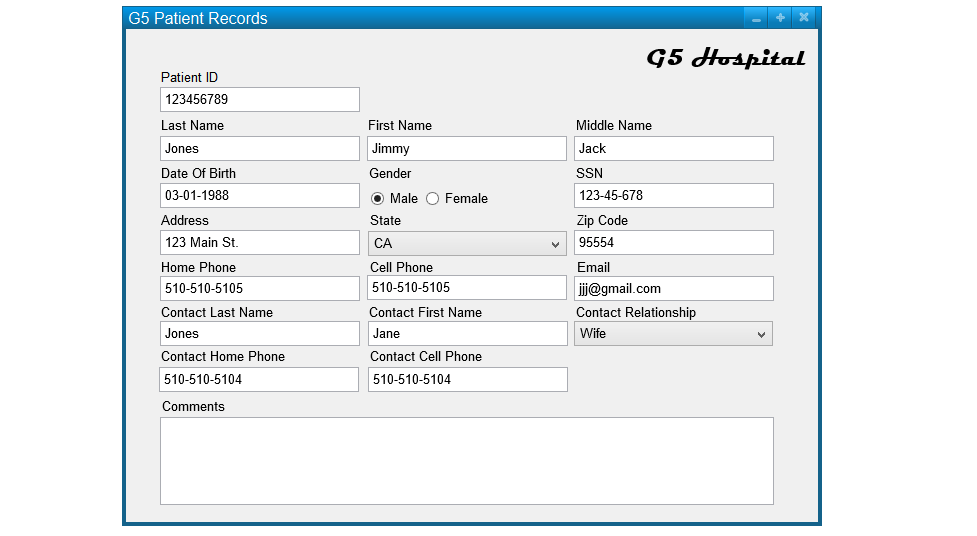 G5 Patient Records
G5 Hospital
Patient ID
123456789
Last Name First Name Middle Name
Jones Jimmy Jack
Date Of Birth Gender SSN
03-01-1988 Male Female 123-45-678
Address State Zip Code
123 Main St. CA 95554
Home Phone Cell Phone Email
510-510-5105 510-510-5105 jjj@gmail.com
Contact Last Name Contact First Name Contact Relationship
Jones Jane Wife
Contact Home Phone Contact Cell Phone
510-510-5104 510-510-5104
Comments